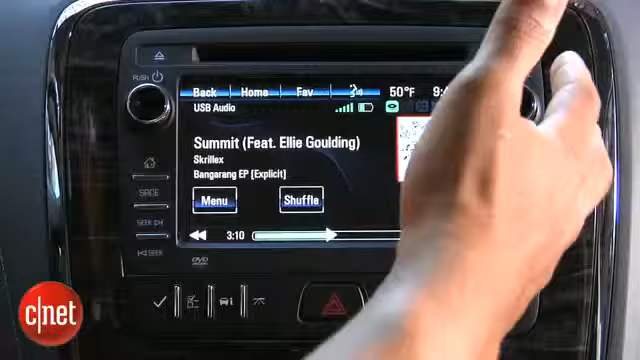 PUSH
Back Home Fav 50°F 9:
USB Audio
Summit (Feat. Ellie Goulding)
Skrillex
Bangarang EP [Explicit]
Menu Shuffle
SEEK
SEEK
3:10
DVD
c|net